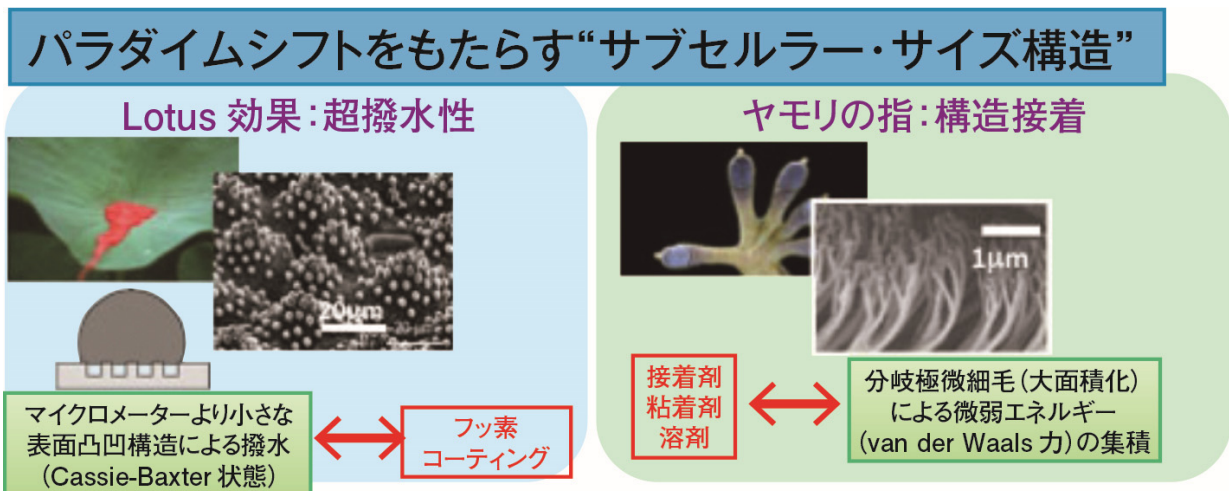 パラダイムシフトをもたらす“サブセルラー・サイズ構造”
Lotus 効果：超撥水性
20μm
20 μm
マイクロメーターより小さな
表面凸凹構造による撥水
(Cassie-Baxter 状態)
フッ素
コーティング
ヤモリの指：構造接着
1μm
接着剤
粘着剤
溶剤
分岐極微細毛（大面積化）
による微弱エネルギー
(van der Waals 力)の集積